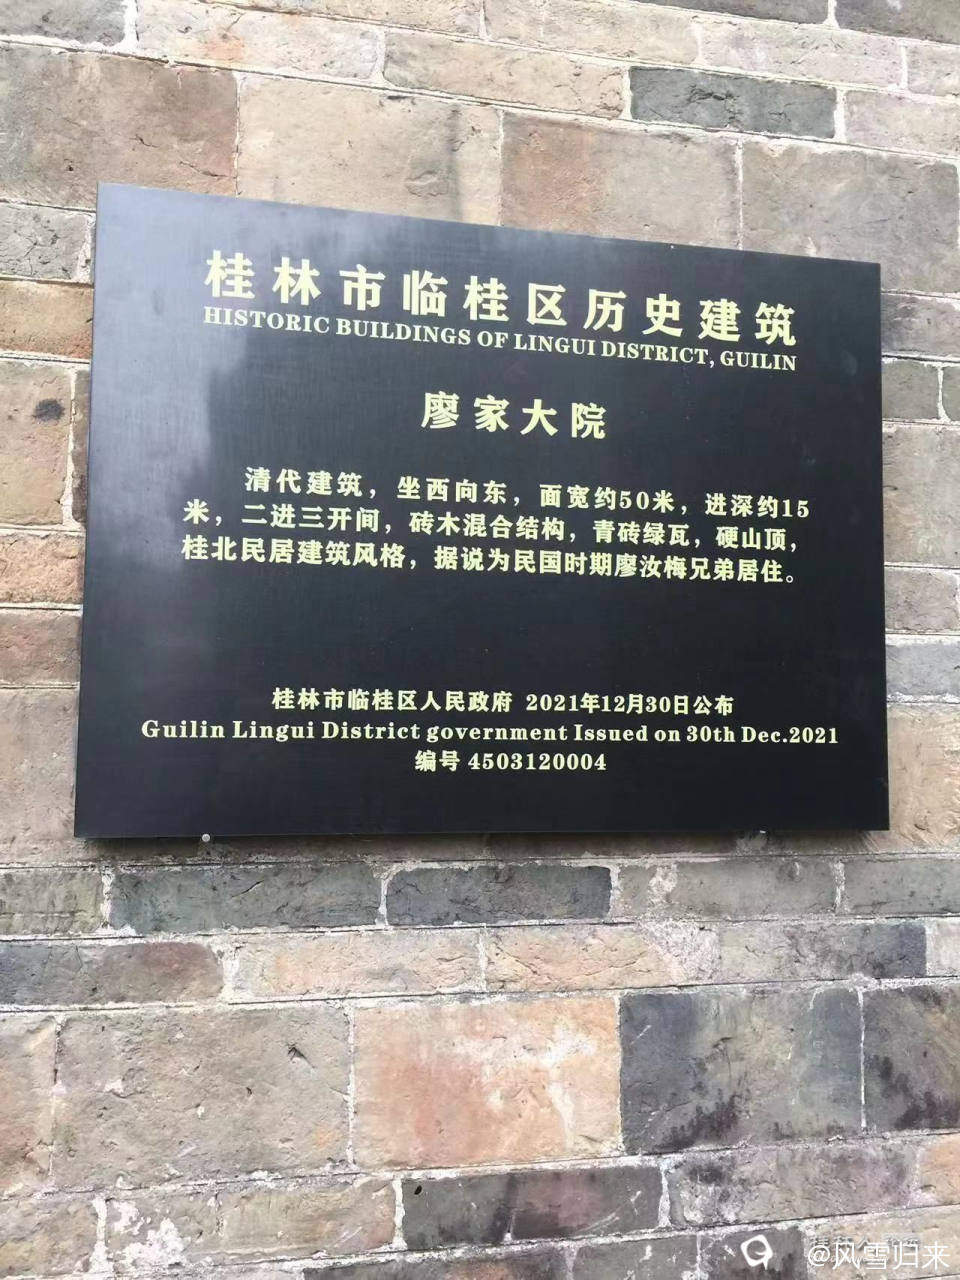 桂林市临桂区历史建筑
HISTORIC BUILDINGS OF LINGUI DISTRICT, GUILIN
廖家大院
清代建筑，坐西向东，面宽约50米，进深约15
米，二进三开间，砖木混合结构，青砖绿瓦，硬山顶，
桂北民居建筑风格，据说为民国时期廖汝梅兄弟居住。
桂林市临桂区人民政府 2021年12月30日公布
Guilin Lingui District government Issued on 30th Dec.2021
编号 4503120004
@风雪归来